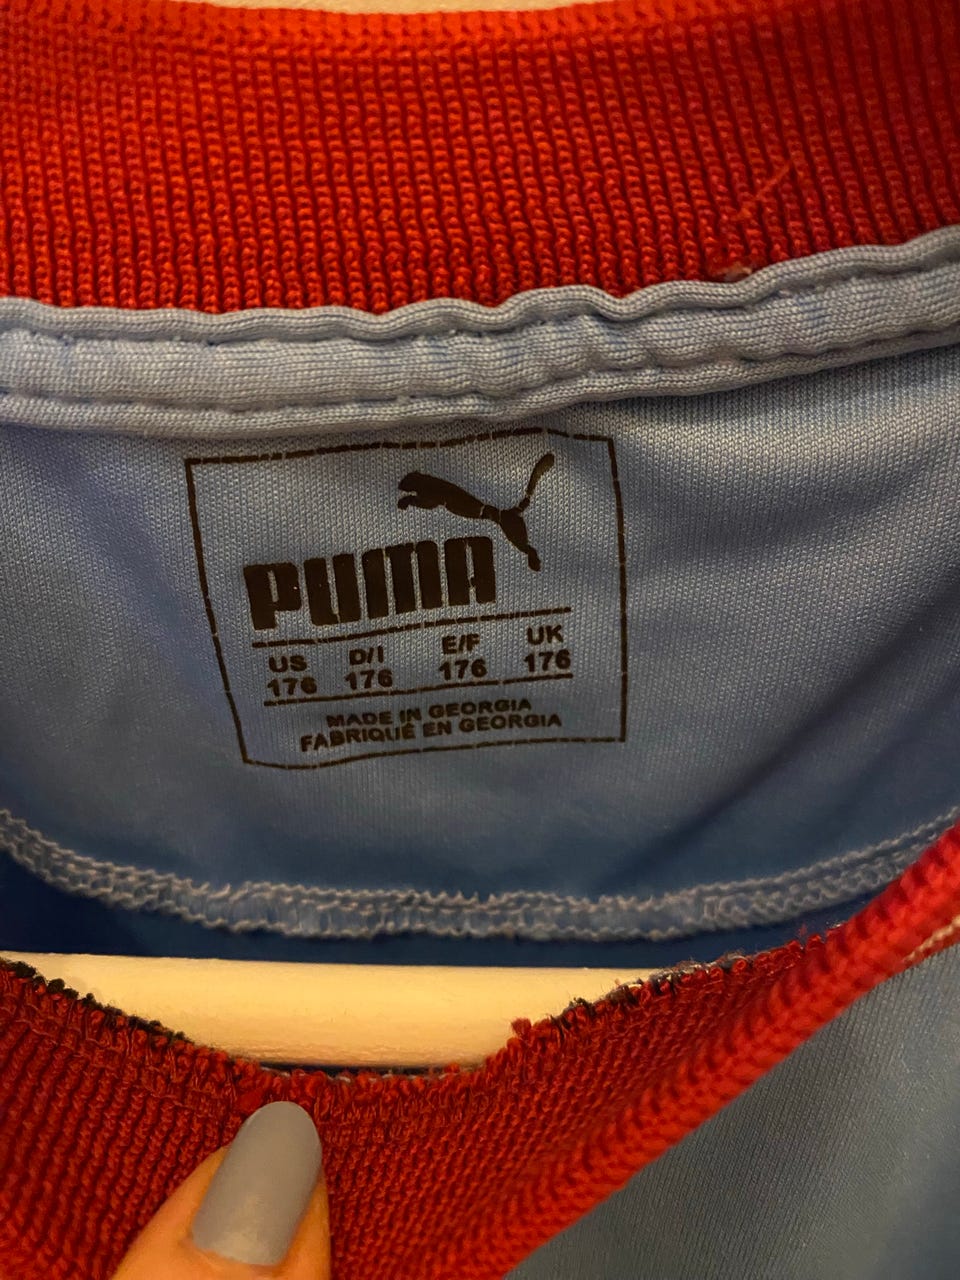 PUMA
US D/I E/F UK
176 176 176 176
MADE IN GEORGIA
FABRIQUÉ EN GEORGIA